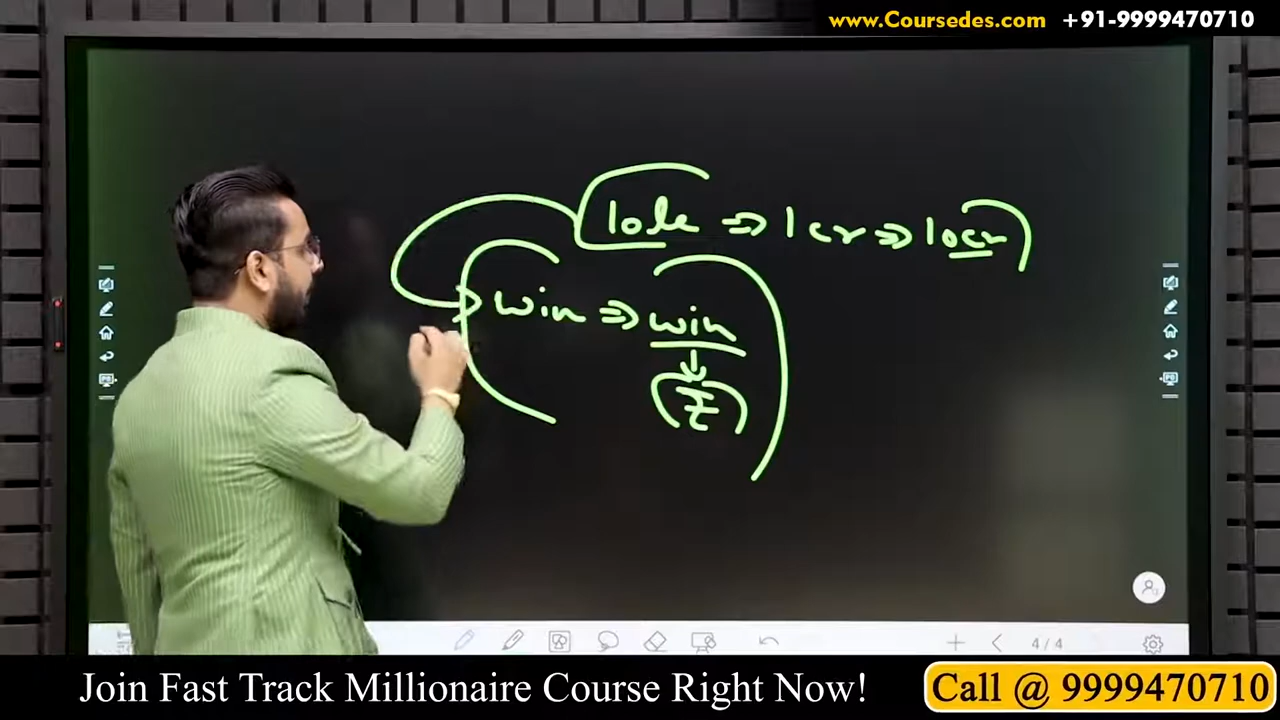 www.Coursedes.com +91-9999470710
10lk ⇒ 1cr ⇒ 10cr
win ⇒ win
4/4
Join Fast Track Millionaire Course Right Now!
Call @ 9999470710